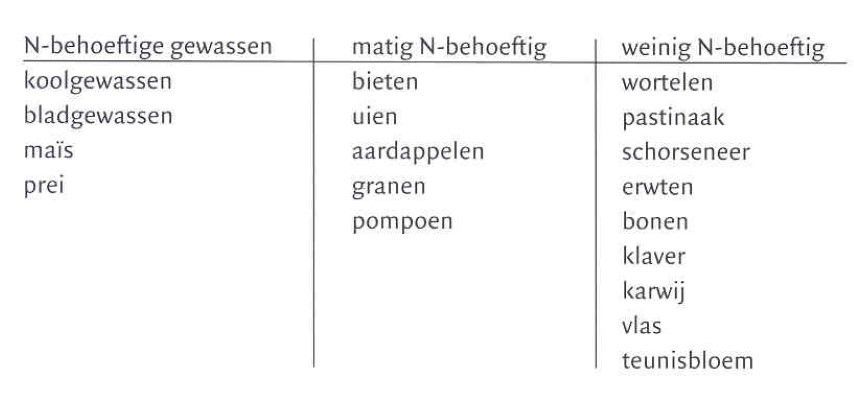 N-behoeftige gewassen matig N-behoeftig weinig N-behoeftig
koolgewassen bieten wortelen
bladgewassen uien pastinaak
maïs aardappelen schorseneer
prei granen erwten
pompoen bonen
klaver
karwij
vlas
teunisbloem